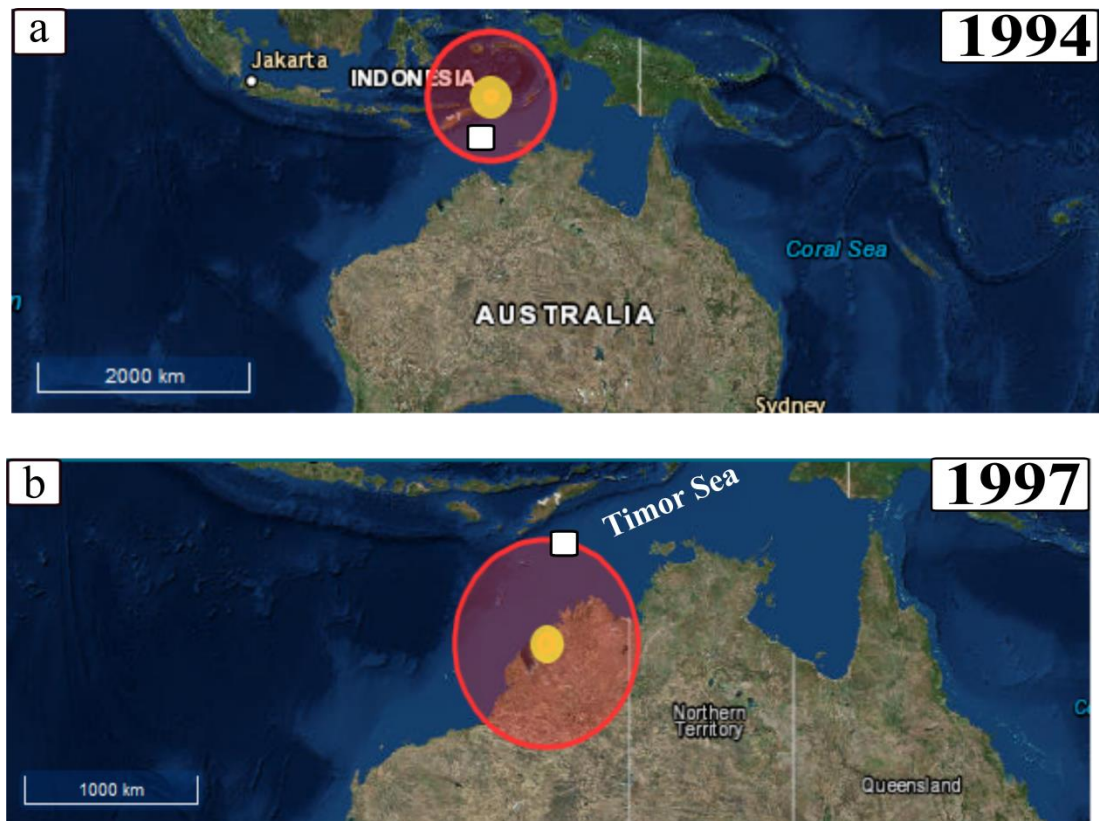 a
1994
Jakarta
INDONESIA
Coral Sea
AUSTRALIA
2000 km
Sydney
b
1997
Timor Sea
Northern
Territory
1000 km
Queensland